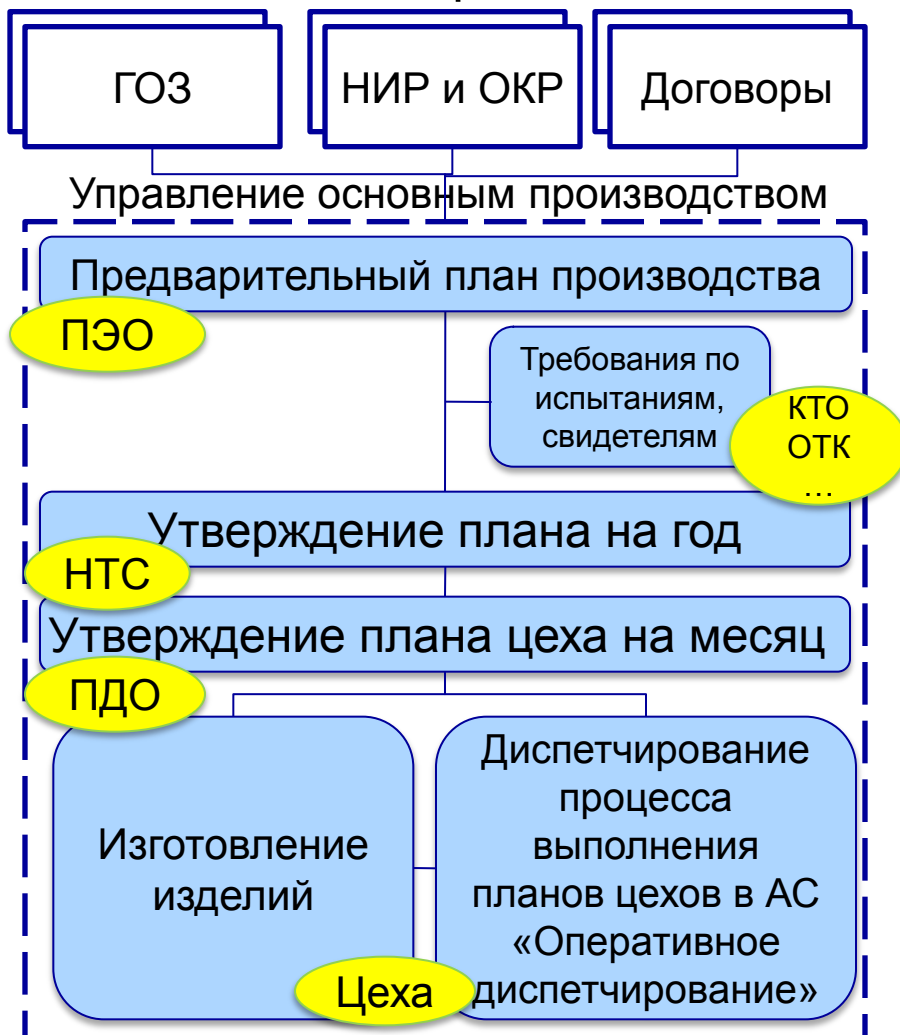 ГОЗ
НИР и ОКР
Договоры
Управление основным производством
Предварительный план производства
ПЭО
Требования по
испытаниям,
свидетелям
КТО
ОТК
...
Утверждение плана на год
НТС
Утверждение плана цеха на месяц
ПДО
Изготовление
изделий
Цеха
Диспетчирование
процесса
выполнения
планов цехов в АС
«Оперативное
диспетчирование»